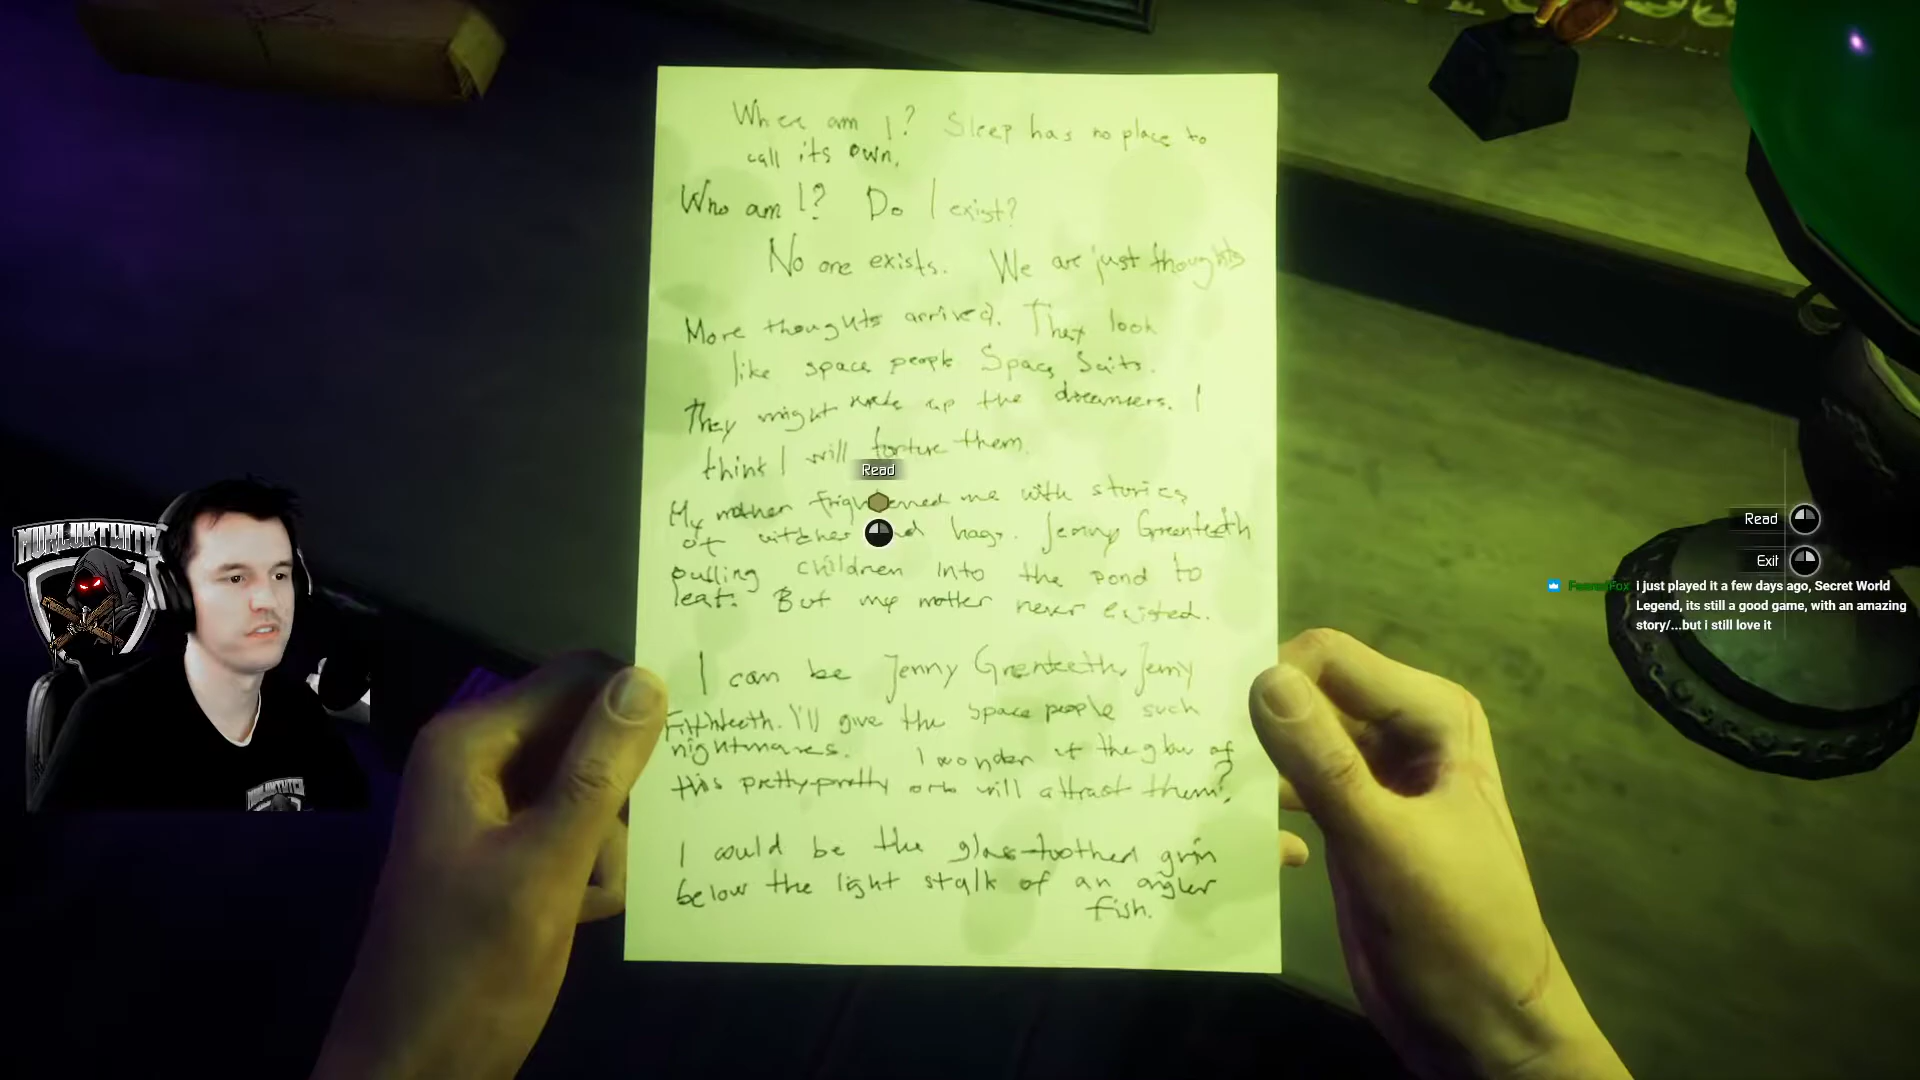 Where am I? Sleep has no place to
call its own.
Who am I? Do I exist?
No one exists. We are just thoughts
More thoughts arrived. They look
like space people Space Suits.
They might wake up the dreamers. I
think I will torture them.
Read
My mother frightened me with stories
of witches and hags. Jenny Greenteeth
pulling children into the pond to
eat. But my mother never existed.
I can be Jenny Greenteeth, Jenny
Filthteeth. I'll give the space people such
nightmares. I wonder if the glow of
this pretty-pretty orb will attract them?
I could be the glass-toothed grin
below the light stalk of an angler
fish.
MUKLUKTWITCH
Read
Exit
I just played it a few days ago, Secret World
Legend, its still a good game, with an amazing
story/...but i still love it